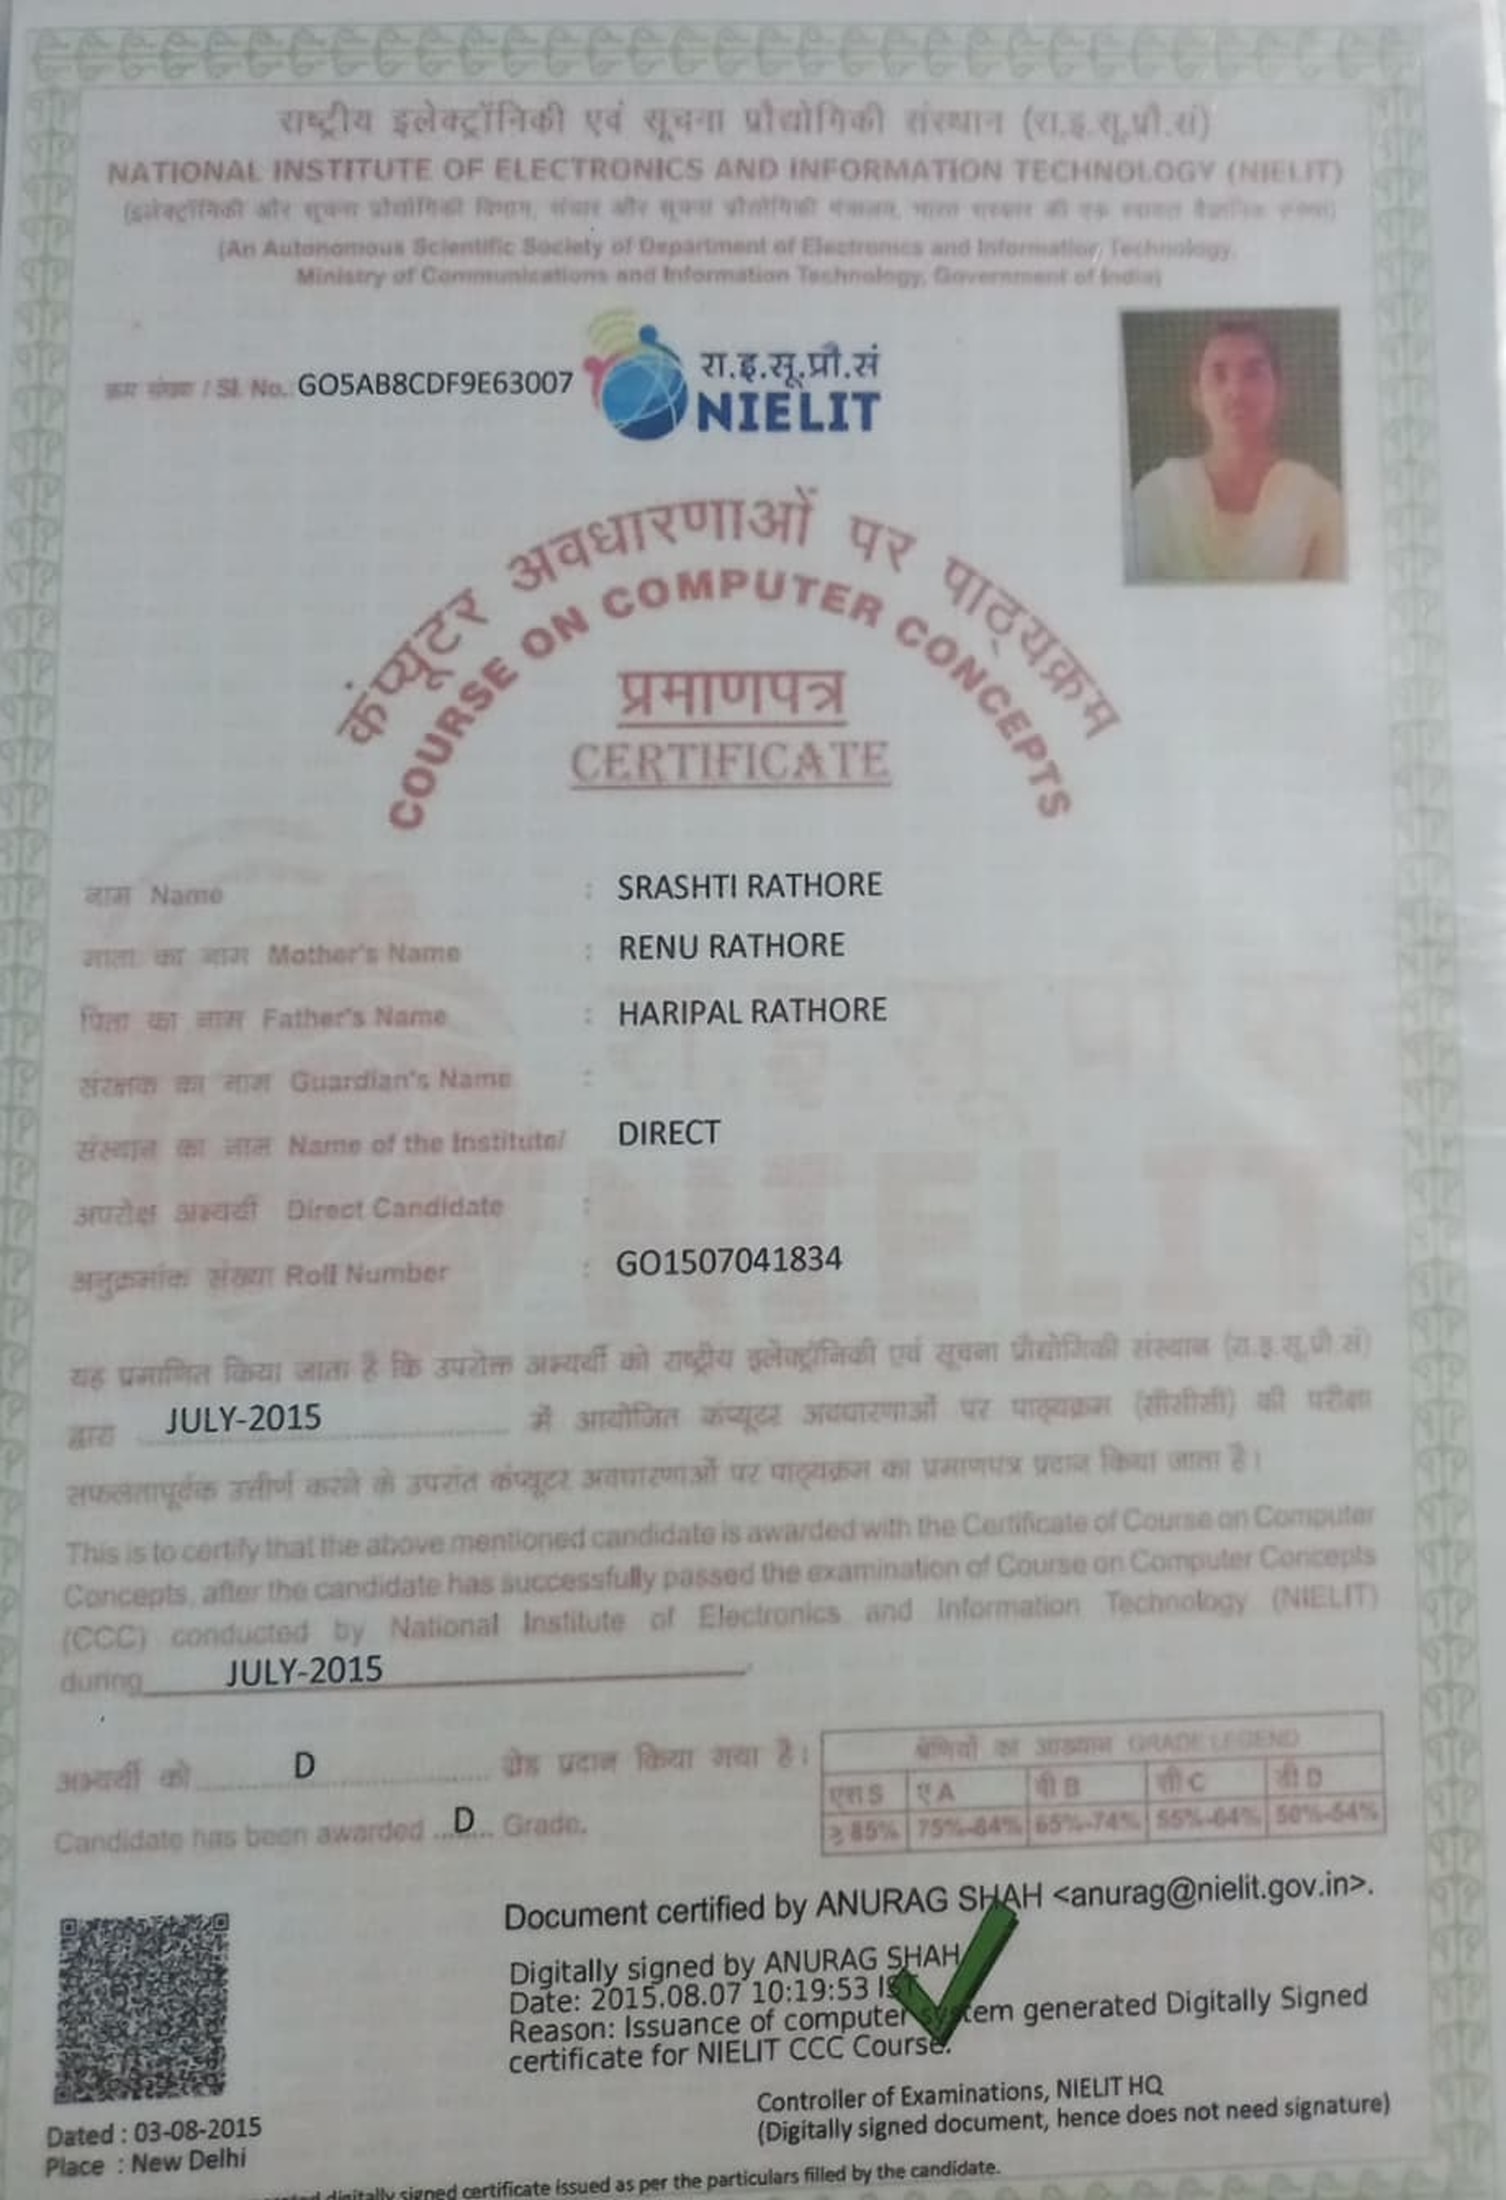 राष्ट्रीय इलेक्ट्रॉनिकी एवं सूचना प्रौद्योगिकी संस्थान (रा.इ.सू.प्रौ.सं)
NATIONAL INSTITUTE OF ELECTRONICS AND INFORMATION TECHNOLOGY (NIELIT)
(इलेक्ट्रॉनिकी और सूचना प्रौद्योगिकी विभाग, संचार और सूचना प्रौद्योगिकी मंत्रालय, भारत सरकार की एक स्वायत्त वैज्ञानिक संस्था)
(An Autonomous Scientific Society of Department of Electronics and Information Technology,
Ministry of Communications and Information Technology, Government of India)
क्रम संख्या / Sl. No. GO5AB8CDF9E63007
रा.इ.सू.प्रौ.सं
NIELIT
कंप्यूटर अवधारणाओं पर पाठ्यक्रम
COURSE ON COMPUTER CONCEPTS
प्रमाणपत्र
CERTIFICATE
नाम Name : SRASHTI RATHORE
माता का नाम Mother's Name : RENU RATHORE
पिता का नाम Father's Name : HARIPAL RATHORE
संरक्षक का नाम Guardian's Name :
संस्थान का नाम Name of the Institute/ DIRECT
अपरोक्ष अभ्यर्थी Direct Candidate :
अनुक्रमांक संख्या Roll Number : GO1507041834
यह प्रमाणित किया जाता है कि उपरोक्त अभ्यर्थी को राष्ट्रीय इलेक्ट्रॉनिकी एवं सूचना प्रौद्योगिकी संस्थान (रा.इ.सू.प्रौ.सं)
द्वारा JULY-2015 में आयोजित कंप्यूटर अवधारणाओं पर पाठ्यक्रम (सीसीसी) की परीक्षा
सफलतापूर्वक उत्तीर्ण करने के उपरांत कंप्यूटर अवधारणाओं पर पाठ्यक्रम का प्रमाणपत्र प्रदान किया जाता है।
This is to certify that the above mentioned candidate is awarded with the Certificate of Course on Computer
Concepts, after the candidate has successfully passed the examination of Course on Computer Concepts
(CCC) conducted by National Institute of Electronics and Information Technology (NIELIT)
during JULY-2015
अभ्यर्थी को D ग्रेड प्रदान किया गया है।
Candidate has been awarded D Grade.
श्रेणियों का आख्यान GRADE LEGEND
एस S ए A बी B सी C डी D
≥ 85% 75%-84% 65%-74% 55%-64% 50%-54%
Document certified by ANURAG SHAH <anurag@nielit.gov.in>.
Digitally signed by ANURAG SHAH
Date: 2015.08.07 10:19:53 IST
Reason: Issuance of computer system generated Digitally Signed
certificate for NIELIT CCC Course.
Controller of Examinations, NIELIT HQ
(Digitally signed document, hence does not need signature)
Dated : 03-08-2015
Place : New Delhi
digitally signed certificate issued as per the particulars filled by the candidate.